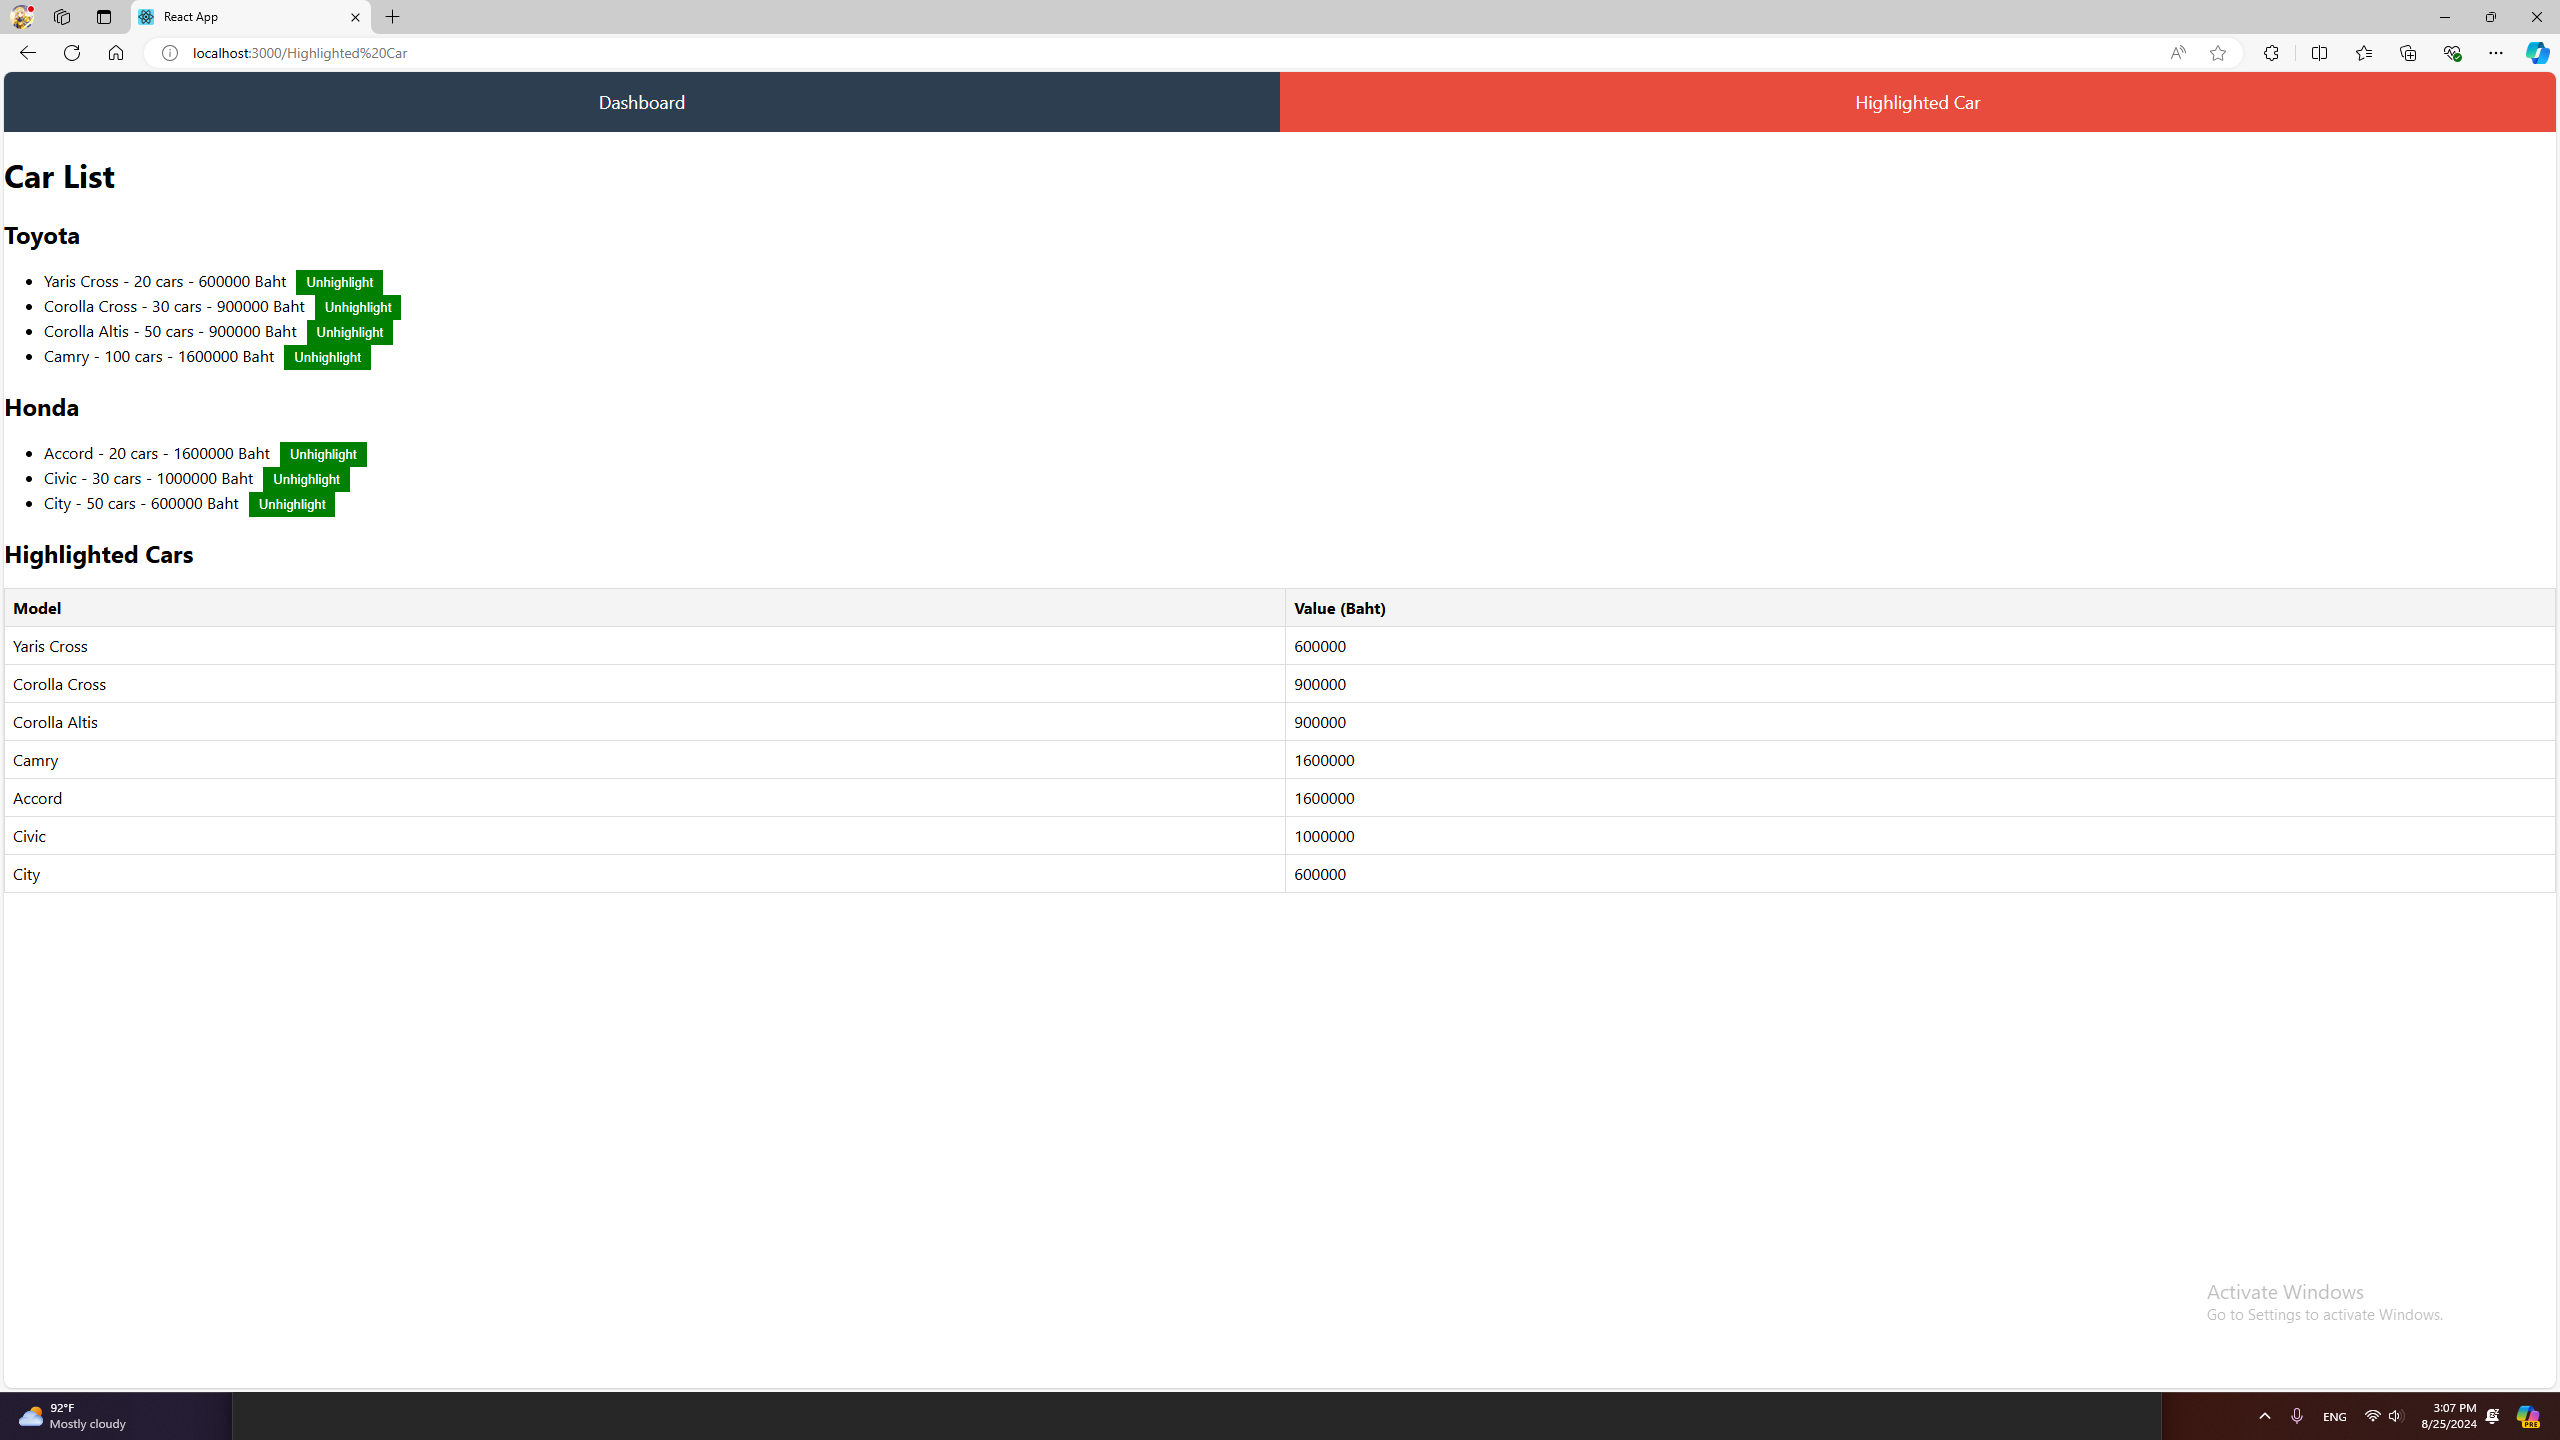 React App
localhost:3000/Highlighted%20Car
Dashboard
Highlighted Car
Car List
Toyota
Yaris Cross - 20 cars - 600000 Baht Unhighlight
Corolla Cross - 30 cars - 900000 Baht Unhighlight
Corolla Altis - 50 cars - 900000 Baht Unhighlight
Camry - 100 cars - 1600000 Baht Unhighlight
Honda
Accord - 20 cars - 1600000 Baht Unhighlight
Civic - 30 cars - 1000000 Baht Unhighlight
City - 50 cars - 600000 Baht Unhighlight
Highlighted Cars
Model Value (Baht)
Yaris Cross 600000
Corolla Cross 900000
Corolla Altis 900000
Camry 1600000
Accord 1600000
Civic 1000000
City 600000
Activate Windows
Go to Settings to activate Windows.
92°F
Mostly cloudy
ENG
3:07 PM
8/25/2024
PRE